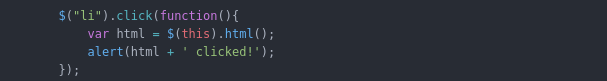 $("li").click(function(){
    var html = $(this).html();
    alert(html + ' clicked!');
});